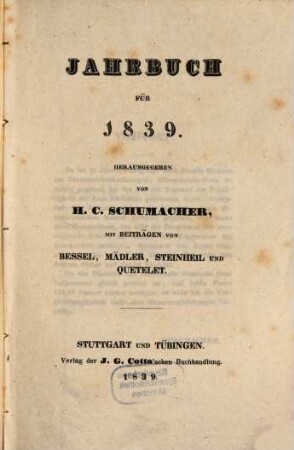 JAHRBUCH
FÜR
1839.
HERAUSGEGEBEN
VON
H. C. SCHUMACHER,
MIT BEITRÄGEN VON
BESSEL, MÄDLER, STEINHEIL UND
QUETELET.
STUTTGART UND TÜBINGEN.
Verlag der J. G. Cotta'schen Buchhandlung.
1839.